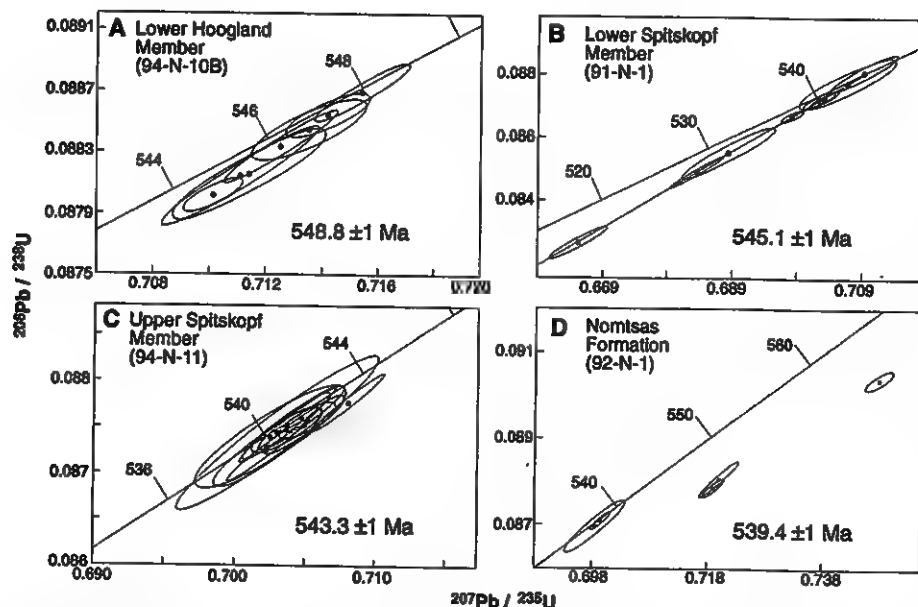 A Lower Hoogland
Member
(94-N-10B)
544
546
548
548.8 ±1 Ma
0.0891
0.0887
0.0883
0.0879
0.0875
0.708
0.712
0.716
B Lower Spitskopf
Member
(91-N-1)
520
530
540
545.1 ±1 Ma
0.088
0.086
0.084
0.669
0.689
0.709
C Upper Spitskopf
Member
(94-N-11)
536
540
544
543.3 ±1 Ma
0.088
0.087
0.086
0.690
0.700
0.710
D Nomtsas
Formation
(92-N-1)
540
550
560
539.4 ±1 Ma
0.091
0.089
0.087
0.698
0.718
0.738
206Pb / 238U
207Pb / 235U